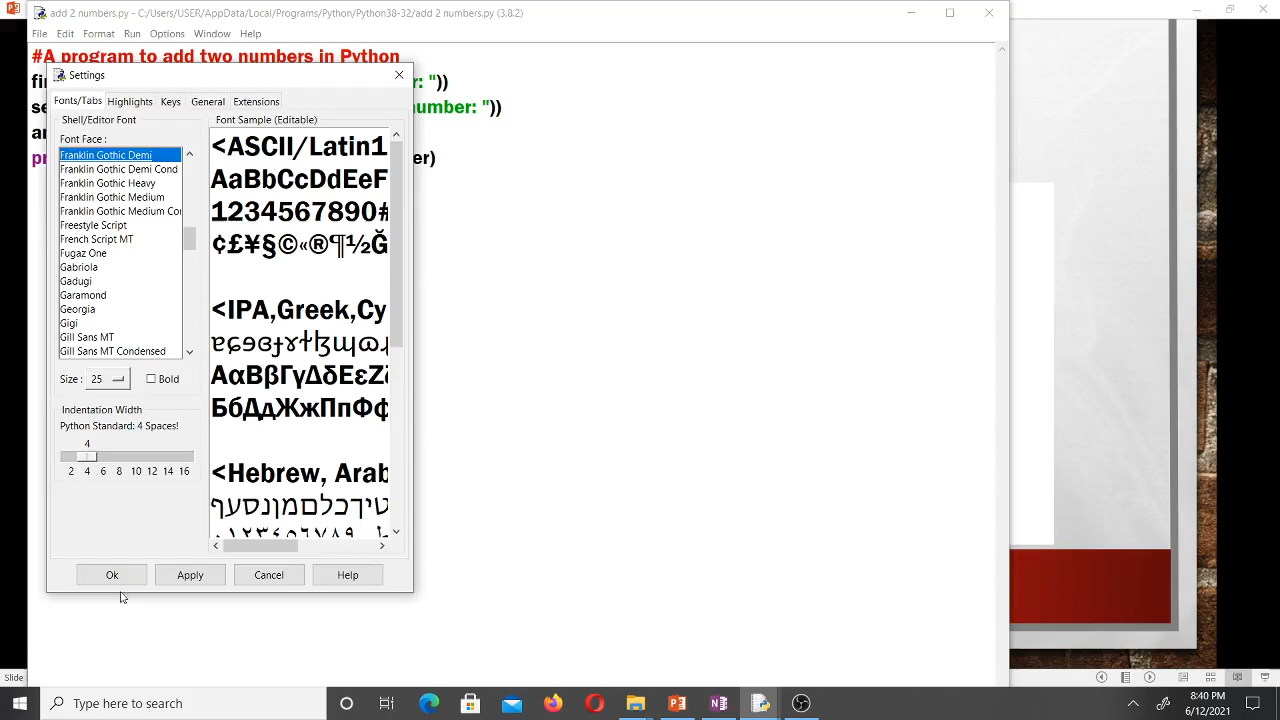 add 2 numbers.py - C:/Users/USER/AppData/Local/Programs/Python/Python38-32/add 2 numbers.py (3.8.2)
File Edit Format Run Options Window Help
#A program to add two numbers in Python
: "))
number: "))
er)
Settings
Fonts/Tabs Highlights Keys General Extensions
Shell/Editor Font
Font Face :
Franklin Gothic Demi
Franklin Gothic Demi Cond
Franklin Gothic Heavy
Franklin Gothic Medium
Franklin Gothic Medium Cor
Freestyle Script
French Script MT
Fugaz One
Gabriola
Gadugi
Garamond
Georgia
Gigi
Gill Sans MT
Gill Sans MT Condensed
Size : 25 Bold
Indentation Width
Python Standard: 4 Spaces!
4
2 4 6 8 10 12 14 16
Font Sample (Editable)
<ASCII/Latin1
AaBbCcDdEeF
1234567890#
¢£¥§©«®¶½Ğ
<IPA,Greek,Cy
ΑαΒβΓγΔδΕεΖ
БбДдЖжПпФф
<Hebrew, Arab
Ok Apply Cancel Help
Slide
Type here to search
8:40 PM
6/12/2021